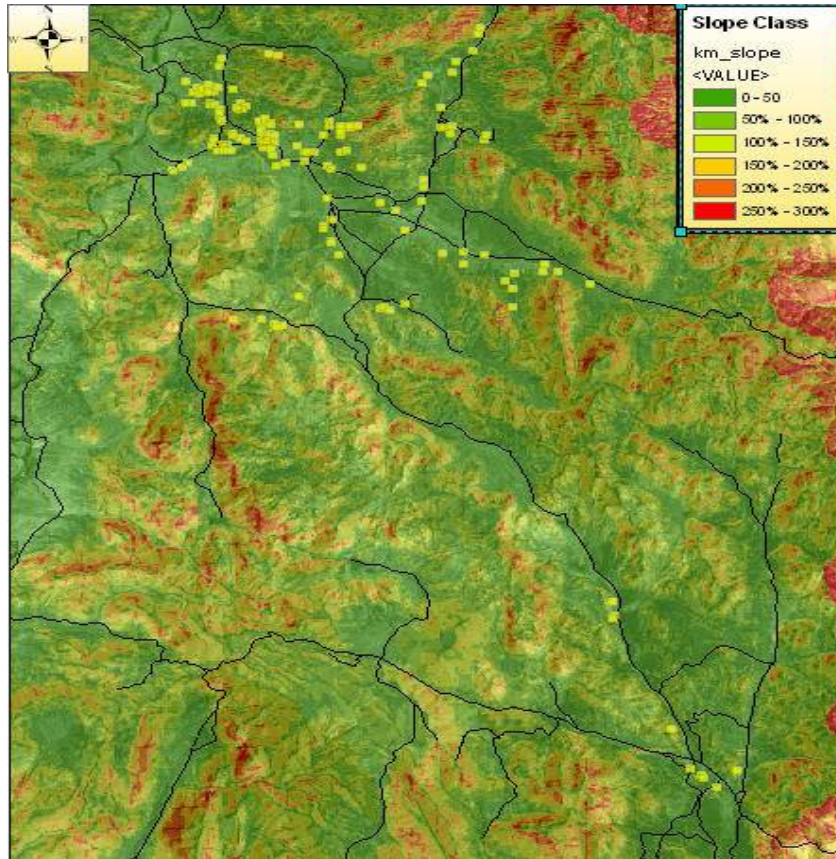 N
W E
S
Slope Class
km_slope
<VALUE>
0 - 50
50% - 100%
100% - 150%
150% - 200%
200% - 250%
250% - 300%